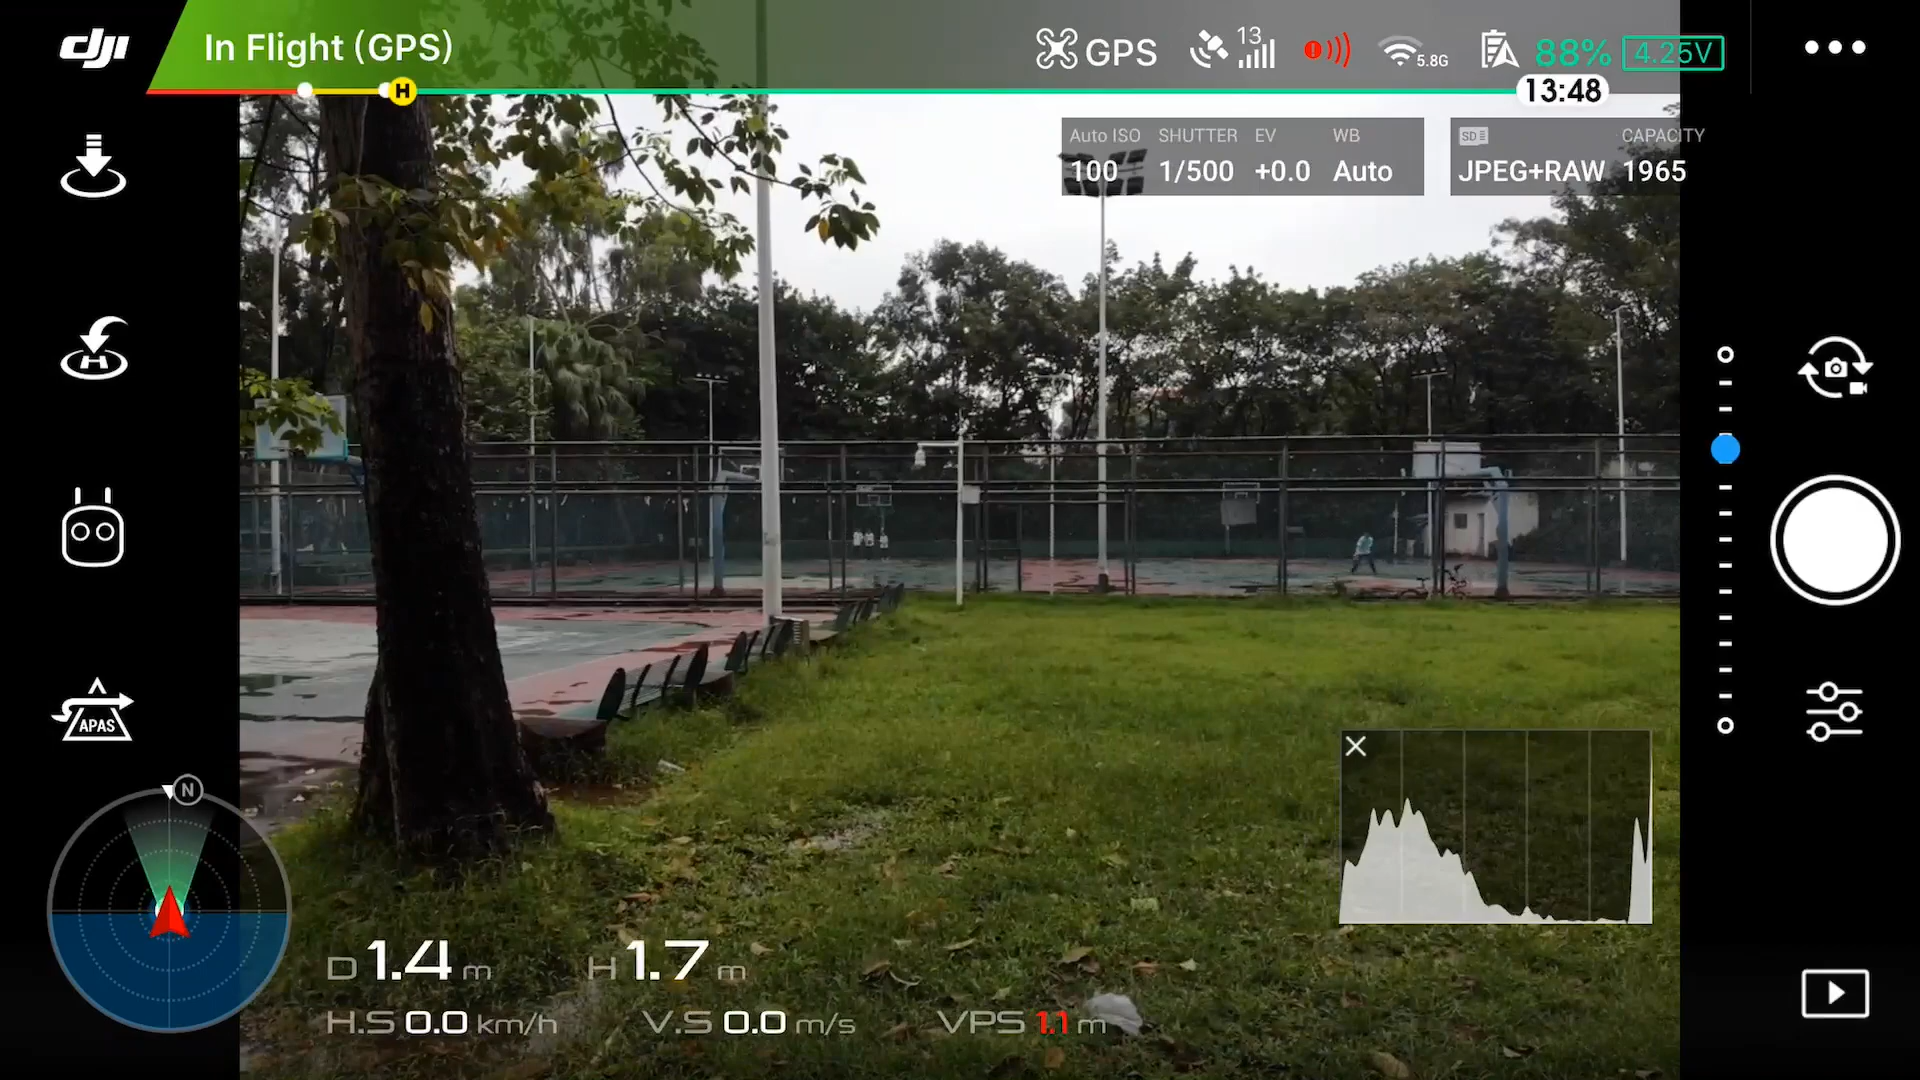 dji
In Flight (GPS)
GPS
13
5.8G
88%
4.25V
H
13:48
Auto ISO SHUTTER EV WB
100 1/500 +0.0 Auto
SD CAPACITY
JPEG+RAW 1965
H
APAS
N
D 1.4 m H 1.7 m
H.S 0.0 km/h V.S 0.0 m/s VPS 1.1 m